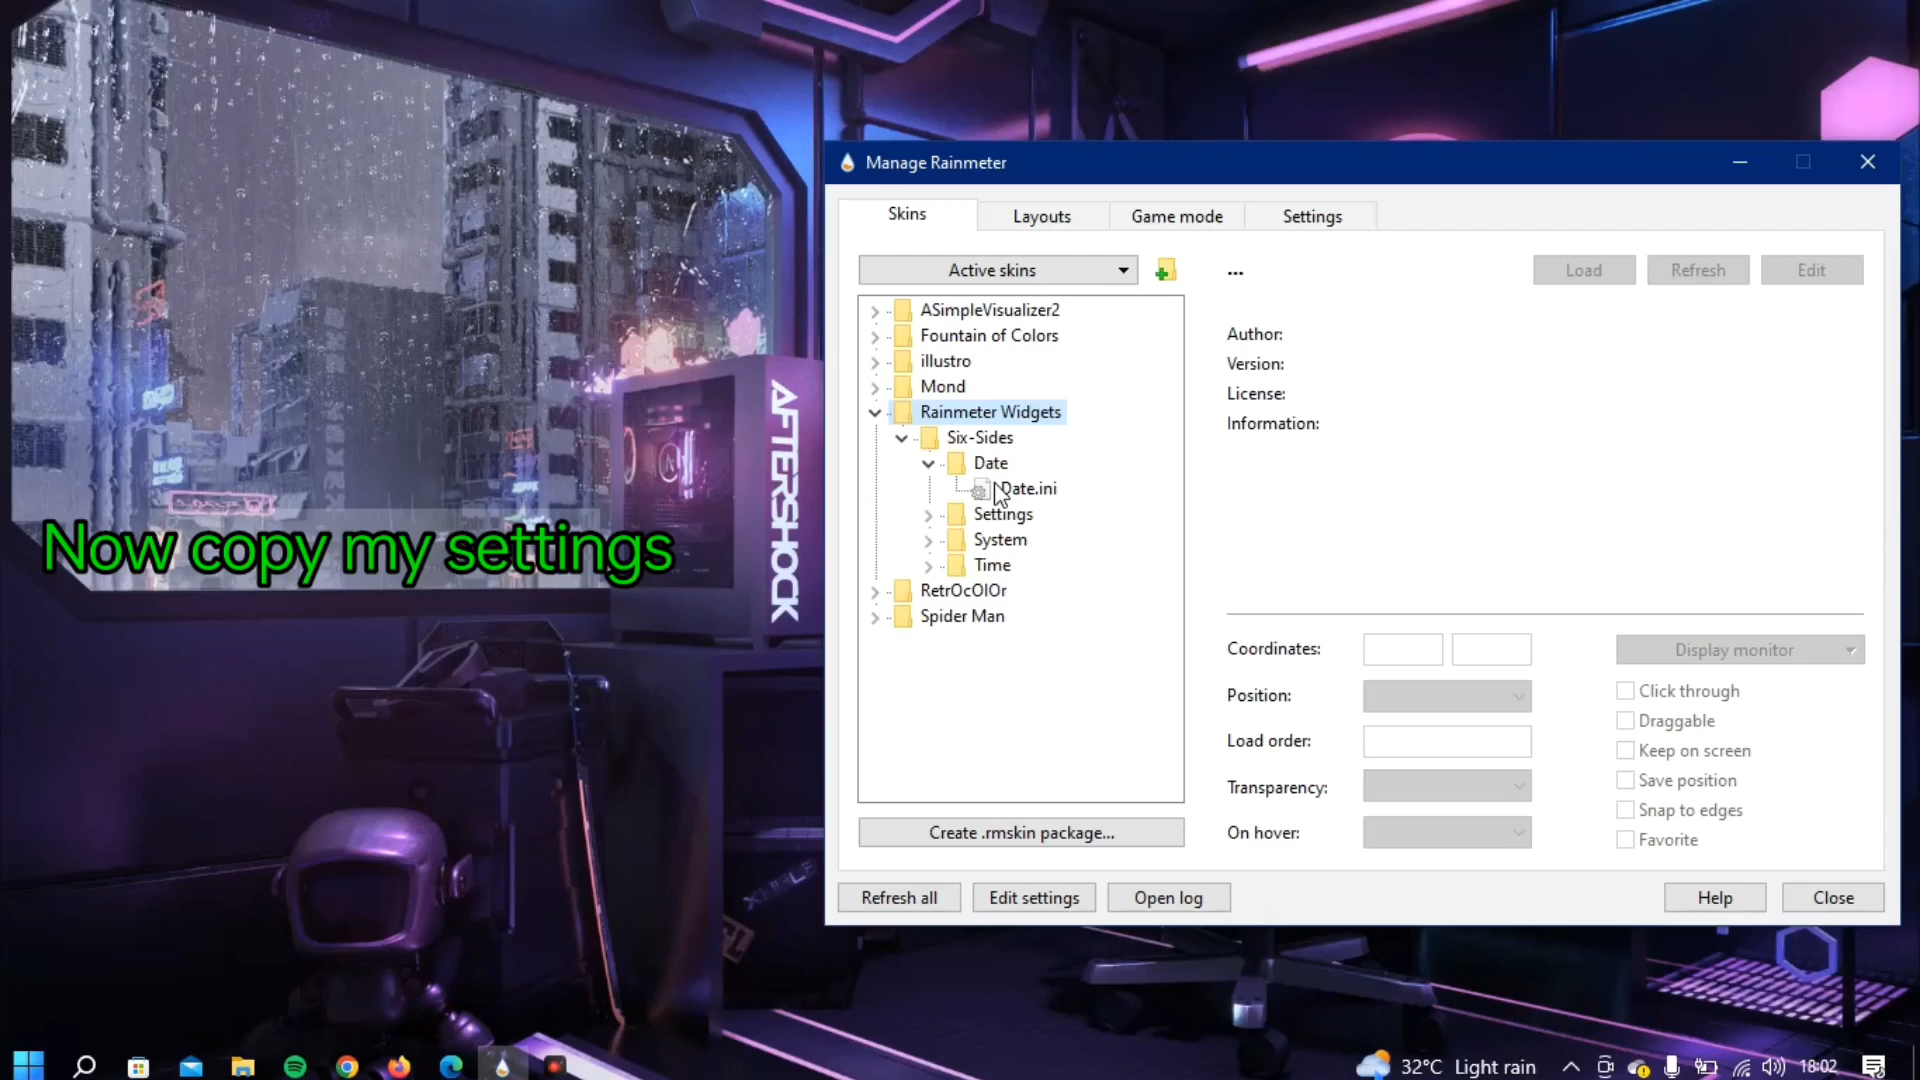 Manage Rainmeter
Skins
Layouts
Game mode
Settings
Active skins
...
Load
Refresh
Edit
ASimpleVisualizer2
Fountain of Colors
illustro
Mond
Rainmeter Widgets
Six-Sides
Date
Date.ini
Settings
System
Time
RetrOcOlOr
Spider Man
Author:
Version:
License:
Information:
Now copy my settings
AFTERSHOCK
Coordinates:
Display monitor
Position:
Click through
Draggable
Load order:
Keep on screen
Transparency:
Save position
Snap to edges
On hover:
Favorite
Create .rmskin package...
Refresh all
Edit settings
Open log
Help
Close
32°C Light rain
18:02